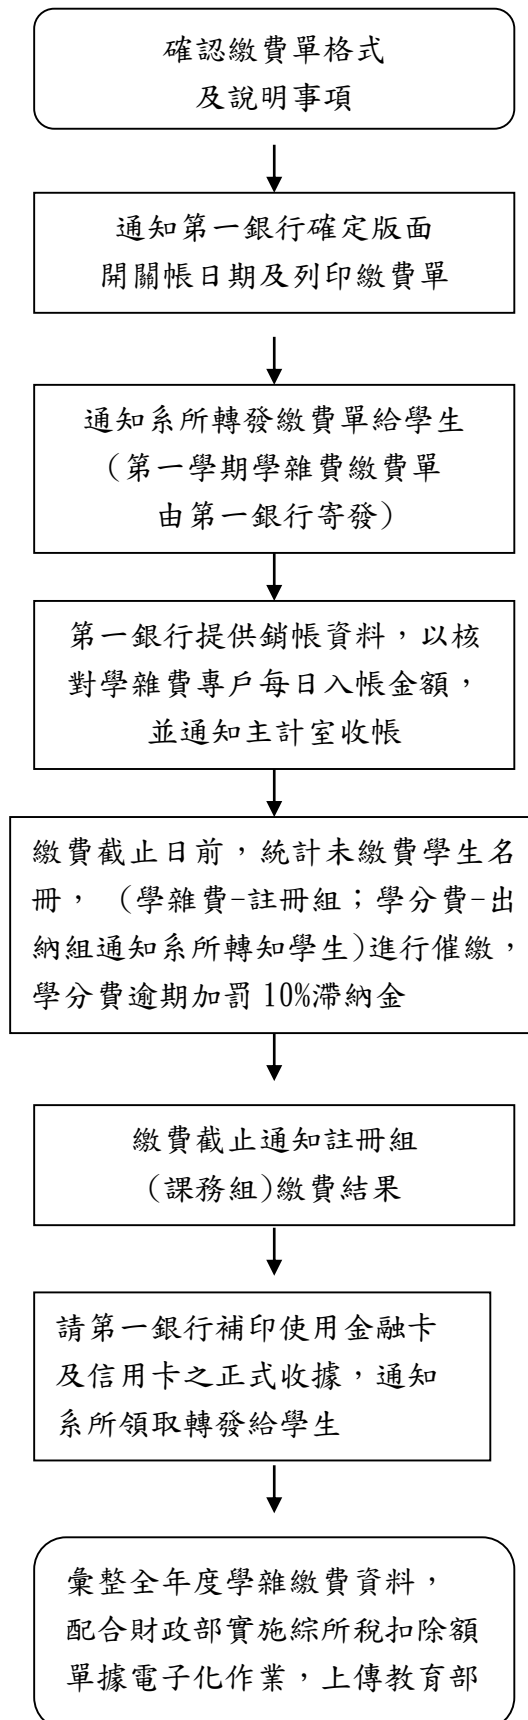 確認繳費單格式
及說明事項
通知第一銀行確定版面
開關帳日期及列印繳費單
通知系所轉發繳費單給學生
(第一學期學雜費繳費單
由第一銀行寄發)
第一銀行提供銷帳資料，以核
對學雜費專戶每日入帳金額，
並通知主計室收帳
繳費截止日前，統計未繳費學生名
冊， (學雜費-註冊組；學分費-出
納組通知系所轉知學生)進行催繳，
學分費逾期加罰 10%滯納金
繳費截止通知註冊組
(課務組)繳費結果
請第一銀行補印使用金融卡
及信用卡之正式收據，通知
系所領取轉發給學生
彙整全年度學雜繳費資料，
配合財政部實施綜所稅扣除額
單據電子化作業，上傳教育部